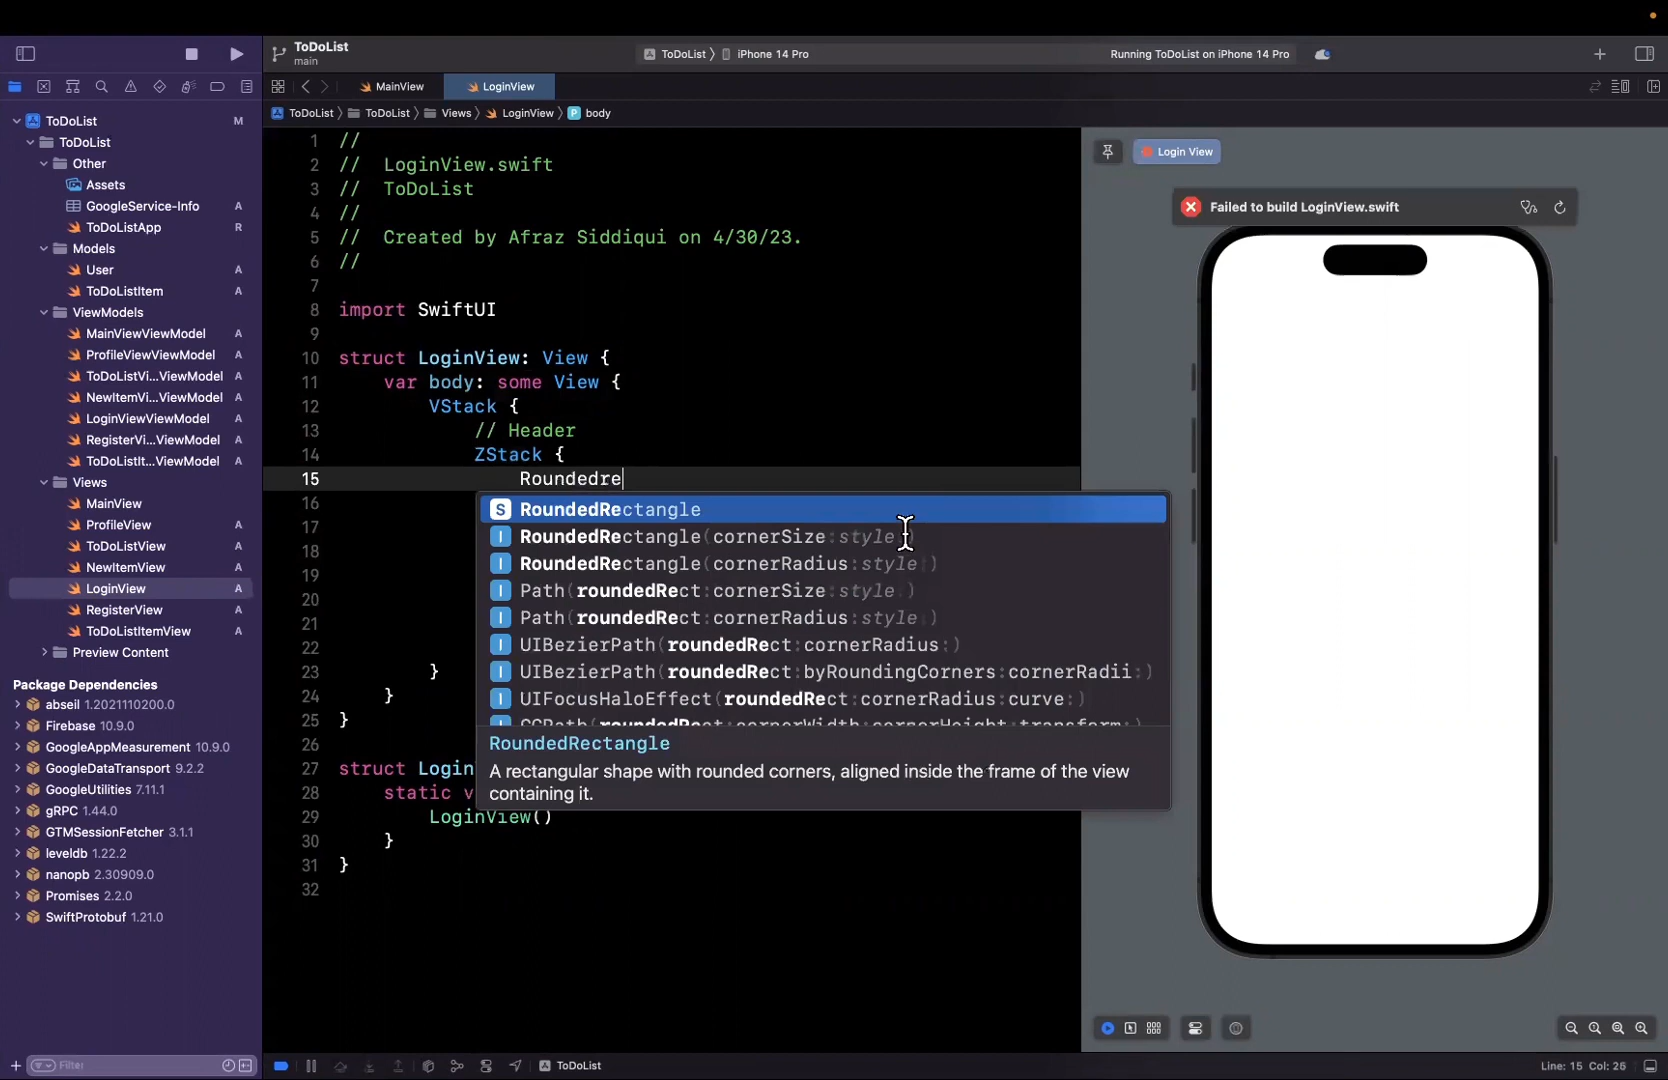 ToDoList
main
ToDoList
iPhone 14 Pro
Running ToDoList on iPhone 14 Pro
MainView
LoginView
ToDoList
ToDoList
Views
LoginView
body
ToDoList M
ToDoList
Other
Assets
GoogleService-Info A
ToDoListApp R
Models
User A
ToDoListItem A
ViewModels
MainViewViewModel A
ProfileViewViewModel A
ToDoListVi...ViewModel A
NewItemVi...ViewModel A
LoginViewViewModel A
RegisterVi...ViewModel A
ToDoListIt...ViewModel A
Views
MainView A
ProfileView A
ToDoListView A
NewItemView A
LoginView A
RegisterView A
ToDoListItemView A
Preview Content
Package Dependencies
abseil 1.2021110200.0
Firebase 10.9.0
GoogleAppMeasurement 10.9.0
GoogleDataTransport 9.2.2
GoogleUtilities 7.11.1
gRPC 1.44.0
GTMSessionFetcher 3.1.1
leveldb 1.22.2
nanopb 2.30909.0
Promises 2.2.0
SwiftProtobuf 1.21.0
Filter
1 //
2 // LoginView.swift
3 // ToDoList
4 //
5 // Created by Afraz Siddiqui on 4/30/23.
6 //
7
8 import SwiftUI
9
10 struct LoginView: View {
11 var body: some View {
12 VStack {
13 // Header
14 ZStack {
15 Roundedre
16
17
18
19
20
21
22
23 }
24 }
25 }
26
27 struct Login
28 static v
29 LoginView()
30 }
31 }
32
S RoundedRectangle
I RoundedRectangle(cornerSize:style:)
I RoundedRectangle(cornerRadius:style:)
I Path(roundedRect:cornerSize:style:)
I Path(roundedRect:cornerRadius:style:)
I UIBezierPath(roundedRect:cornerRadius:)
I UIBezierPath(roundedRect:byRoundingCorners:cornerRadii:)
I UIFocusHaloEffect(roundedRect:cornerRadius:curve:)
CGPath(roundedRect:cornerWidth:cornerHeight:transform:)
RoundedRectangle
A rectangular shape with rounded corners, aligned inside the frame of the view
containing it.
Login View
Failed to build LoginView.swift
ToDoList
Line: 15 Col: 26